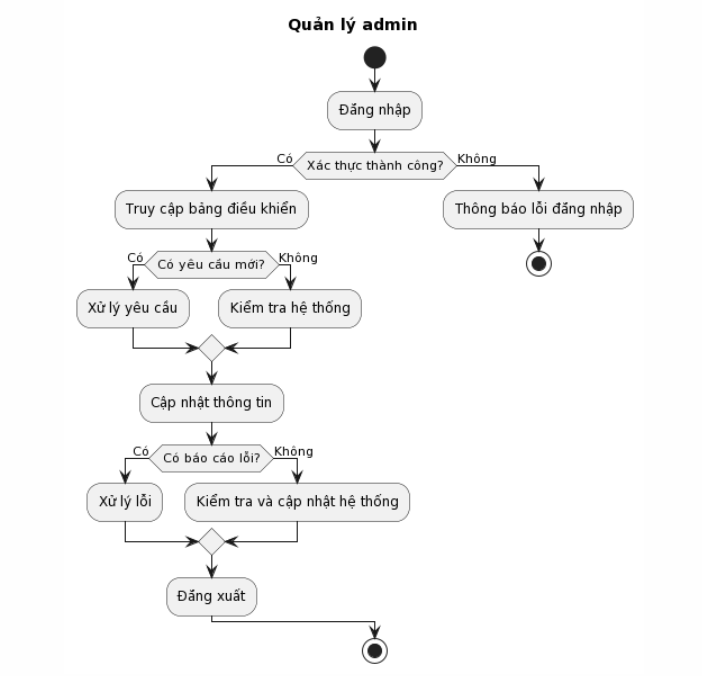 Quản lý admin
Đăng nhập
Có
Xác thực thành công?
Không
Truy cập bảng điều khiển
Thông báo lỗi đăng nhập
Có
Có yêu cầu mới?
Không
Xử lý yêu cầu
Kiểm tra hệ thống
Cập nhật thông tin
Có
Có báo cáo lỗi?
Không
Xử lý lỗi
Kiểm tra và cập nhật hệ thống
Đăng xuất